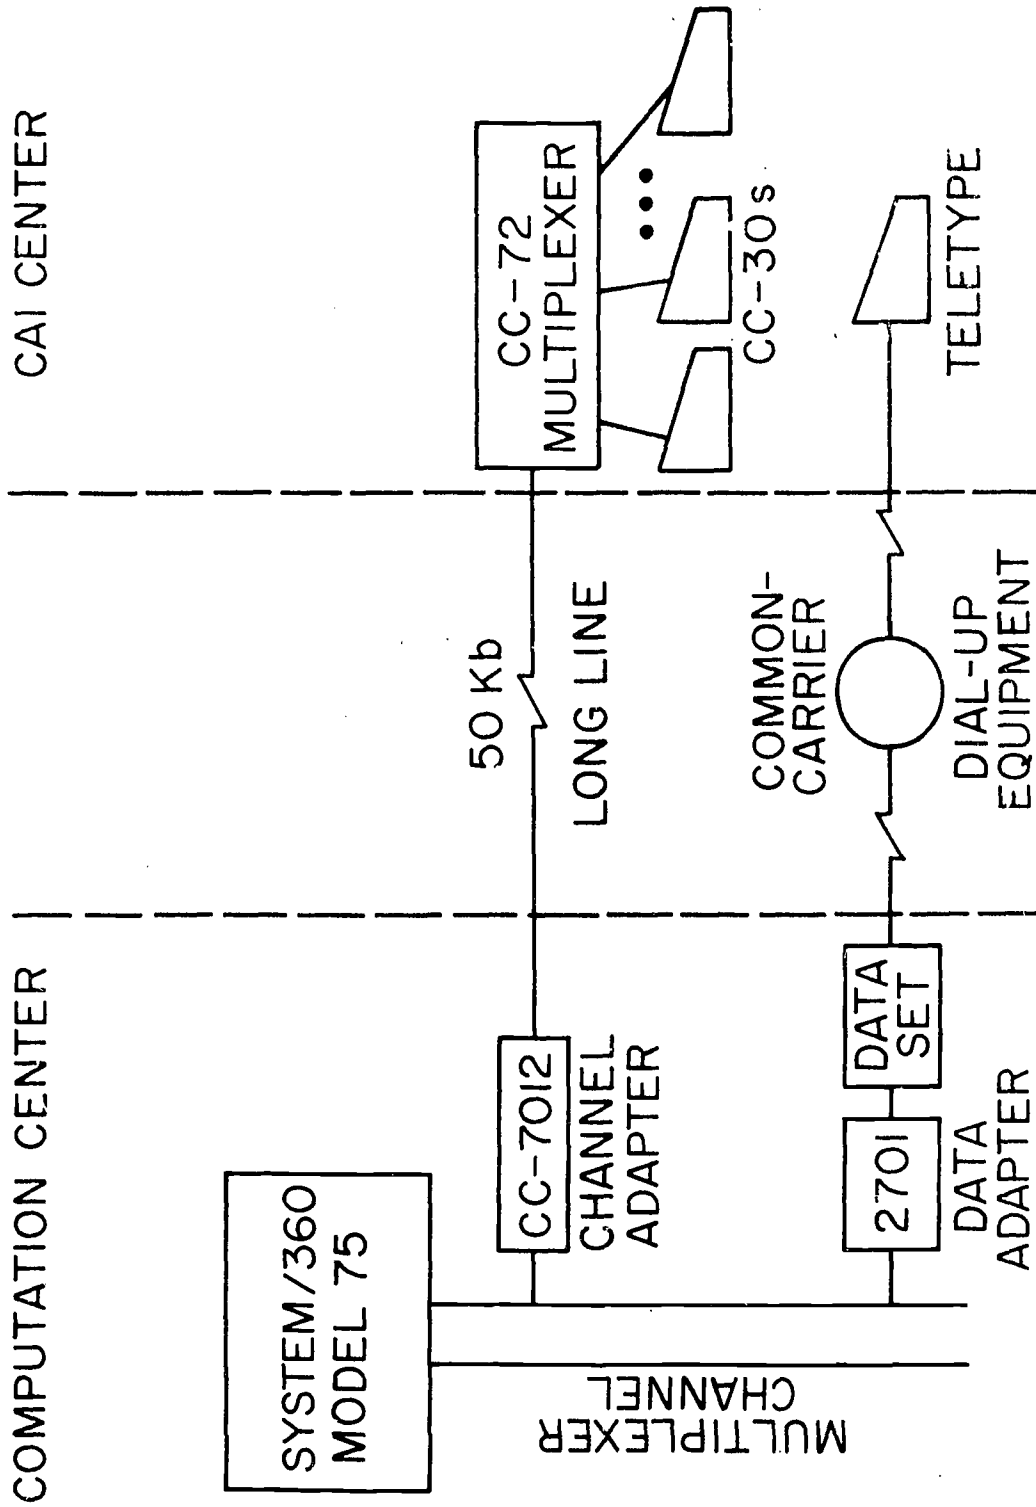 COMPUTATION CENTER
CAI CENTER
SYSTEM/360
MODEL 75
MULTIPLEXER
CHANNEL
CC-7012
CHANNEL
ADAPTER
50 Kb
LONG LINE
CC-72
MULTIPLEXER
CC-30s
2701
DATA
ADAPTER
DATA
SET
COMMON-
CARRIER
DIAL-UP
EQUIPMENT
TELETYPE